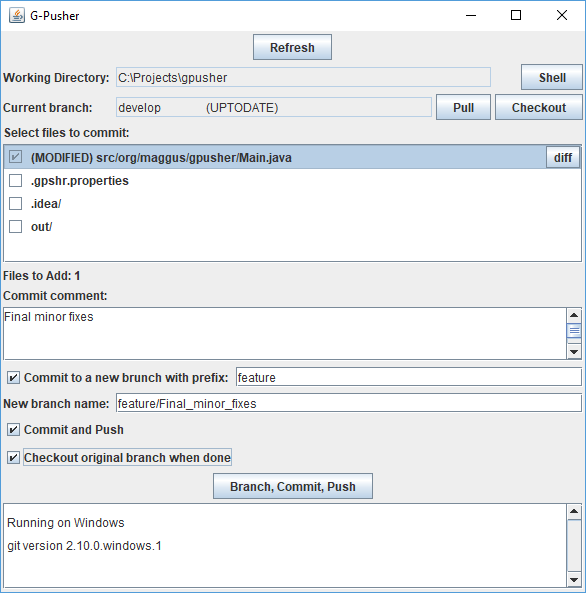 G-Pusher
Refresh
Working Directory: C:\Projects\gpusher Shell
Current branch: develop (UPTODATE) Pull Checkout
Select files to commit:
(MODIFIED) src/org/maggus/gpusher/Main.java diff
.gpshr.properties
.idea/
out/
Files to Add: 1
Commit comment:
Final minor fixes
Commit to a new brunch with prefix: feature
New branch name: feature/Final_minor_fixes
Commit and Push
Checkout original branch when done
Branch, Commit, Push
Running on Windows
git version 2.10.0.windows.1